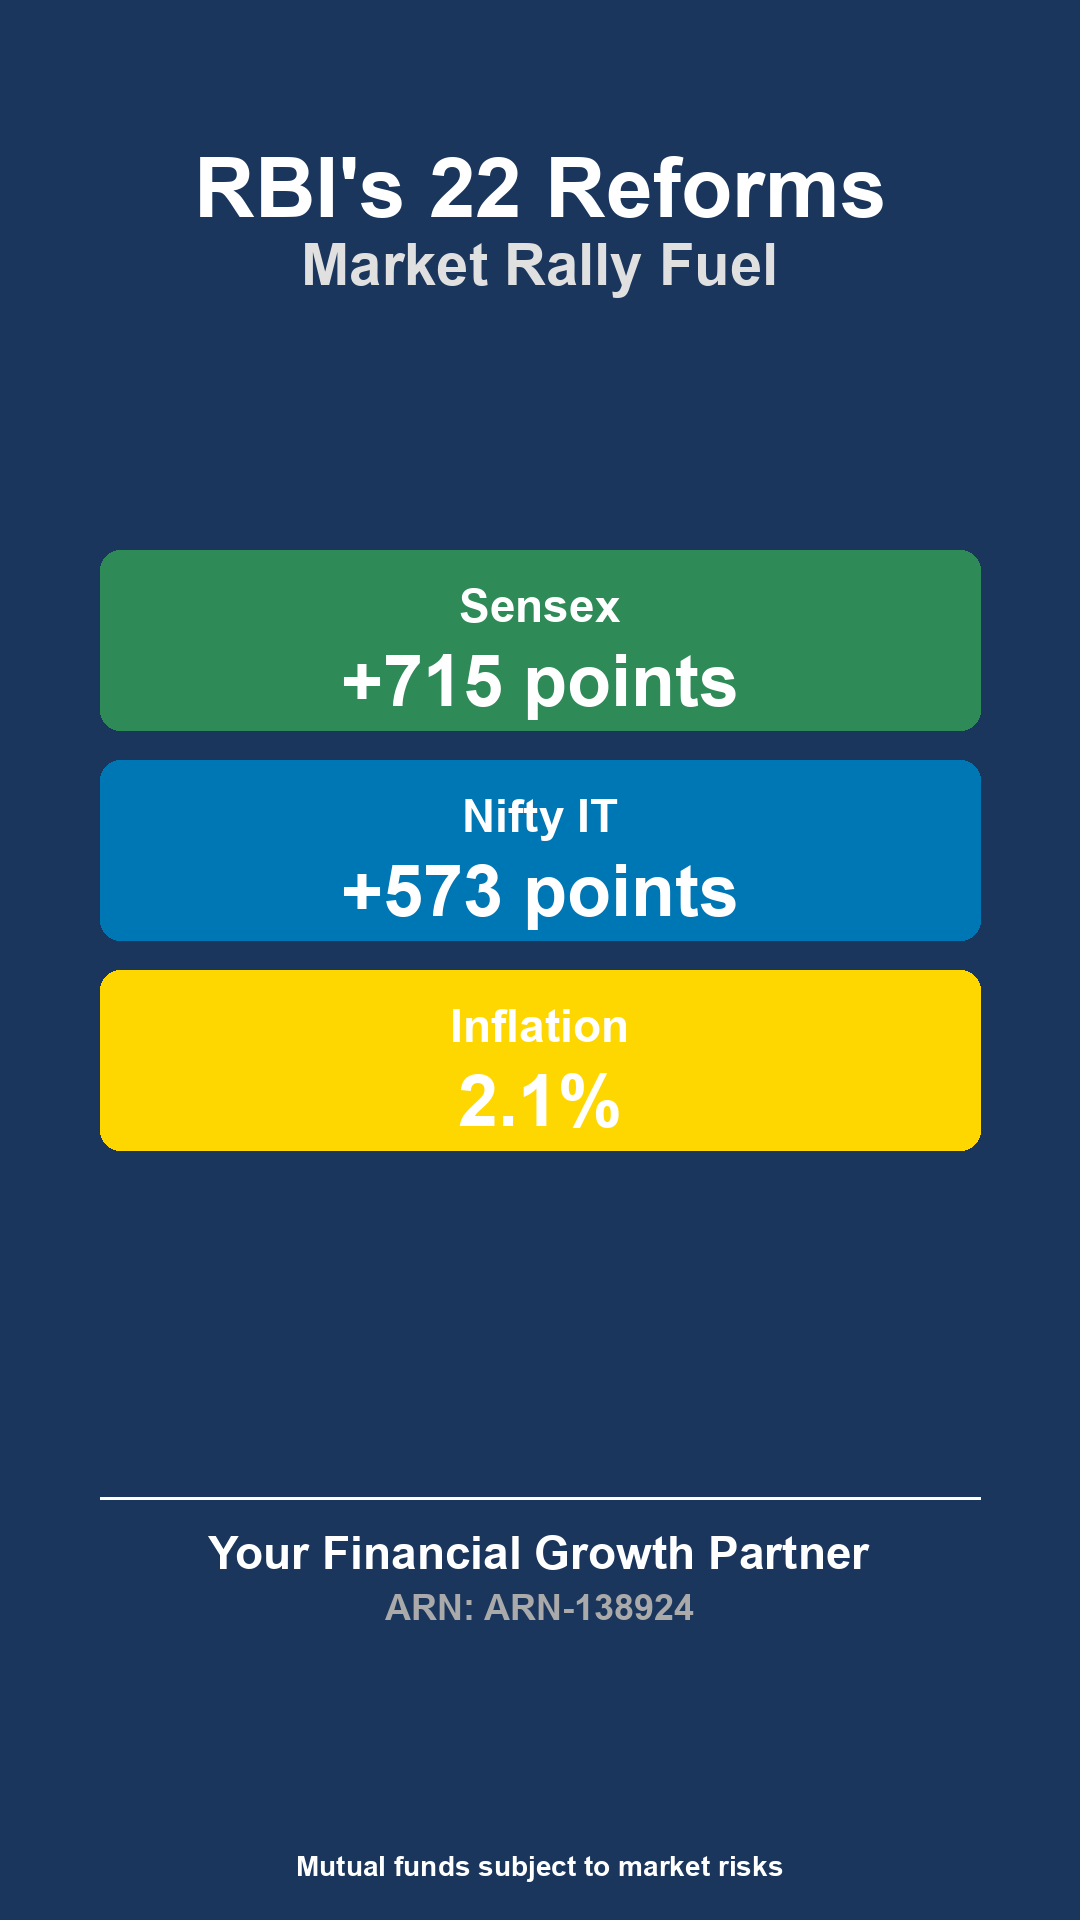 RBI's 22 Reforms
Market Rally Fuel
Sensex
+715 points
Nifty IT
+573 points
Inflation
2.1%
Your Financial Growth Partner
ARN: ARN-138924
Mutual funds subject to market risks